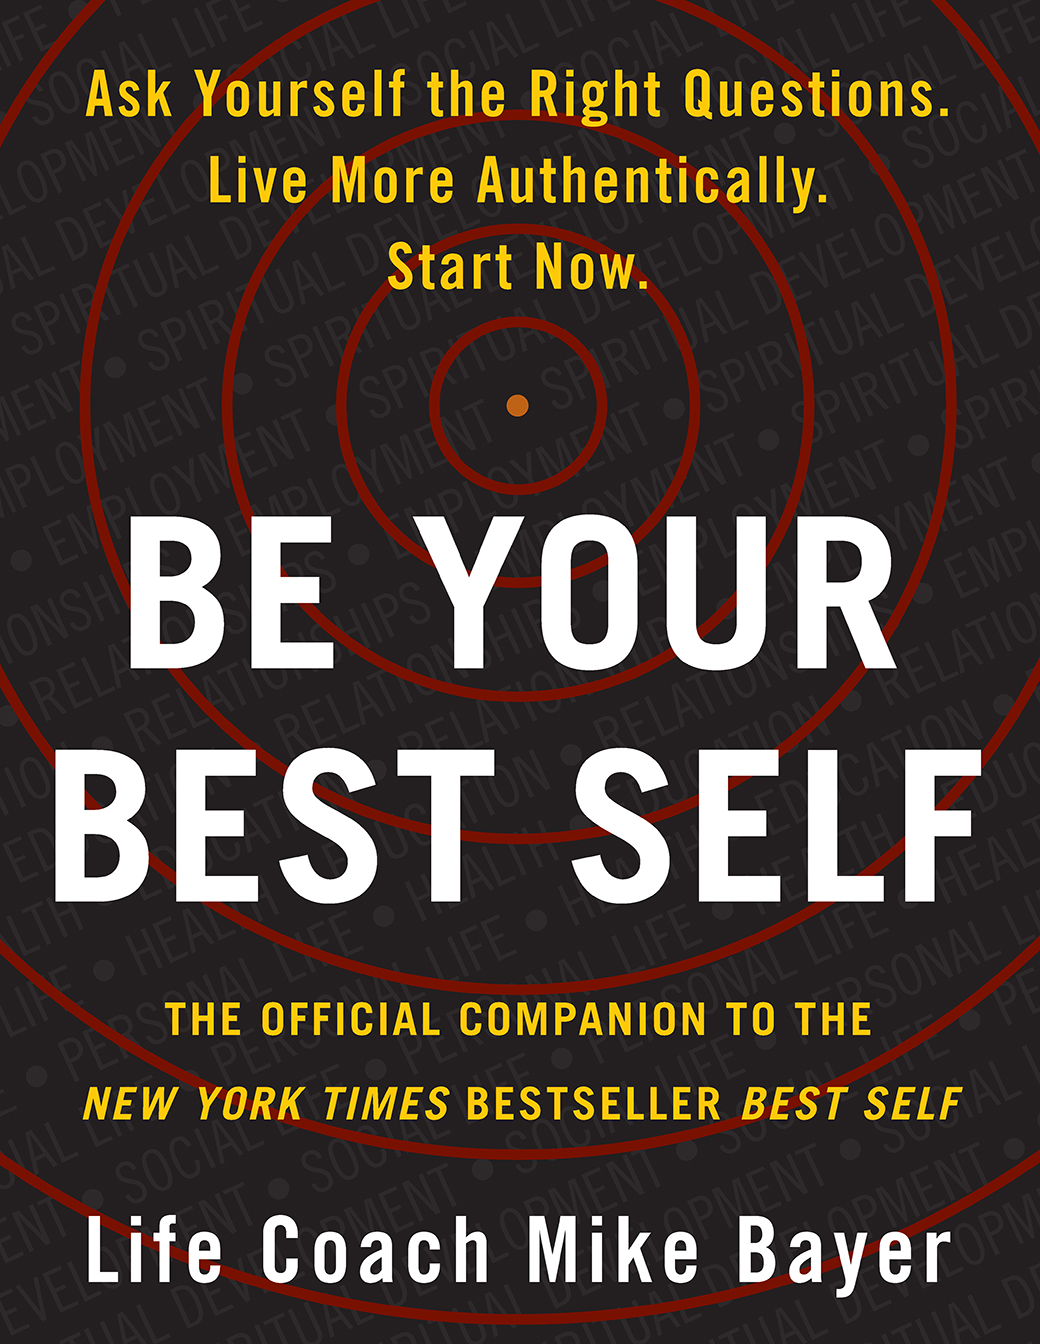 Ask Yourself the Right Questions.
Live More Authentically.
Start Now.
BE YOUR
BEST SELF
THE OFFICIAL COMPANION TO THE
NEW YORK TIMES BESTSELLER BEST SELF
Life Coach Mike Bayer